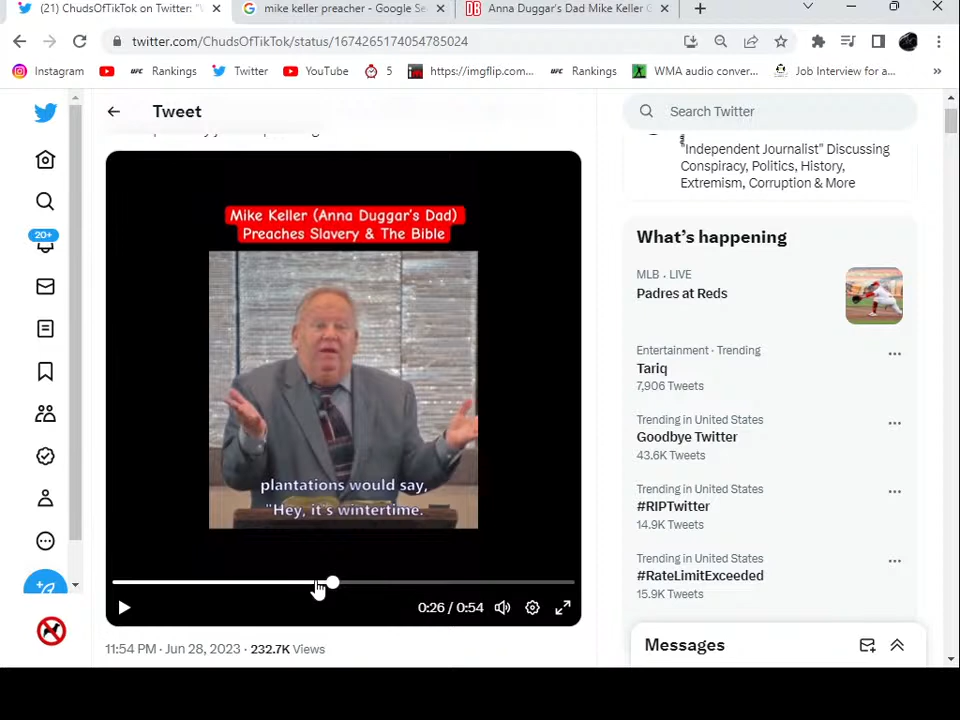 (21) ChudsOfTikTok on Twitter: "
mike keller preacher - Google Se
Anna Duggar's Dad Mike Keller
twitter.com/ChudsOfTikTok/status/1674265174054785024
Instagram
Rankings
Twitter
YouTube
5
https://imgflip.com...
Rankings
WMA audio conver...
Job Interview for a...
»
Tweet
Search Twitter
"Independent Journalist" Discussing
Conspiracy, Politics, History,
Extremism, Corruption & More
Mike Keller (Anna Duggar's Dad)
Preaches Slavery & The Bible
plantations would say,
"Hey, it's wintertime.
0:26 / 0:54
11:54 PM · Jun 28, 2023 · 232.7K Views
20+
What's happening
MLB · LIVE
Padres at Reds
Entertainment · Trending
Tariq
7,906 Tweets
Trending in United States
Goodbye Twitter
43.6K Tweets
Trending in United States
#RIPTwitter
14.9K Tweets
Trending in United States
#RateLimitExceeded
15.9K Tweets
Messages